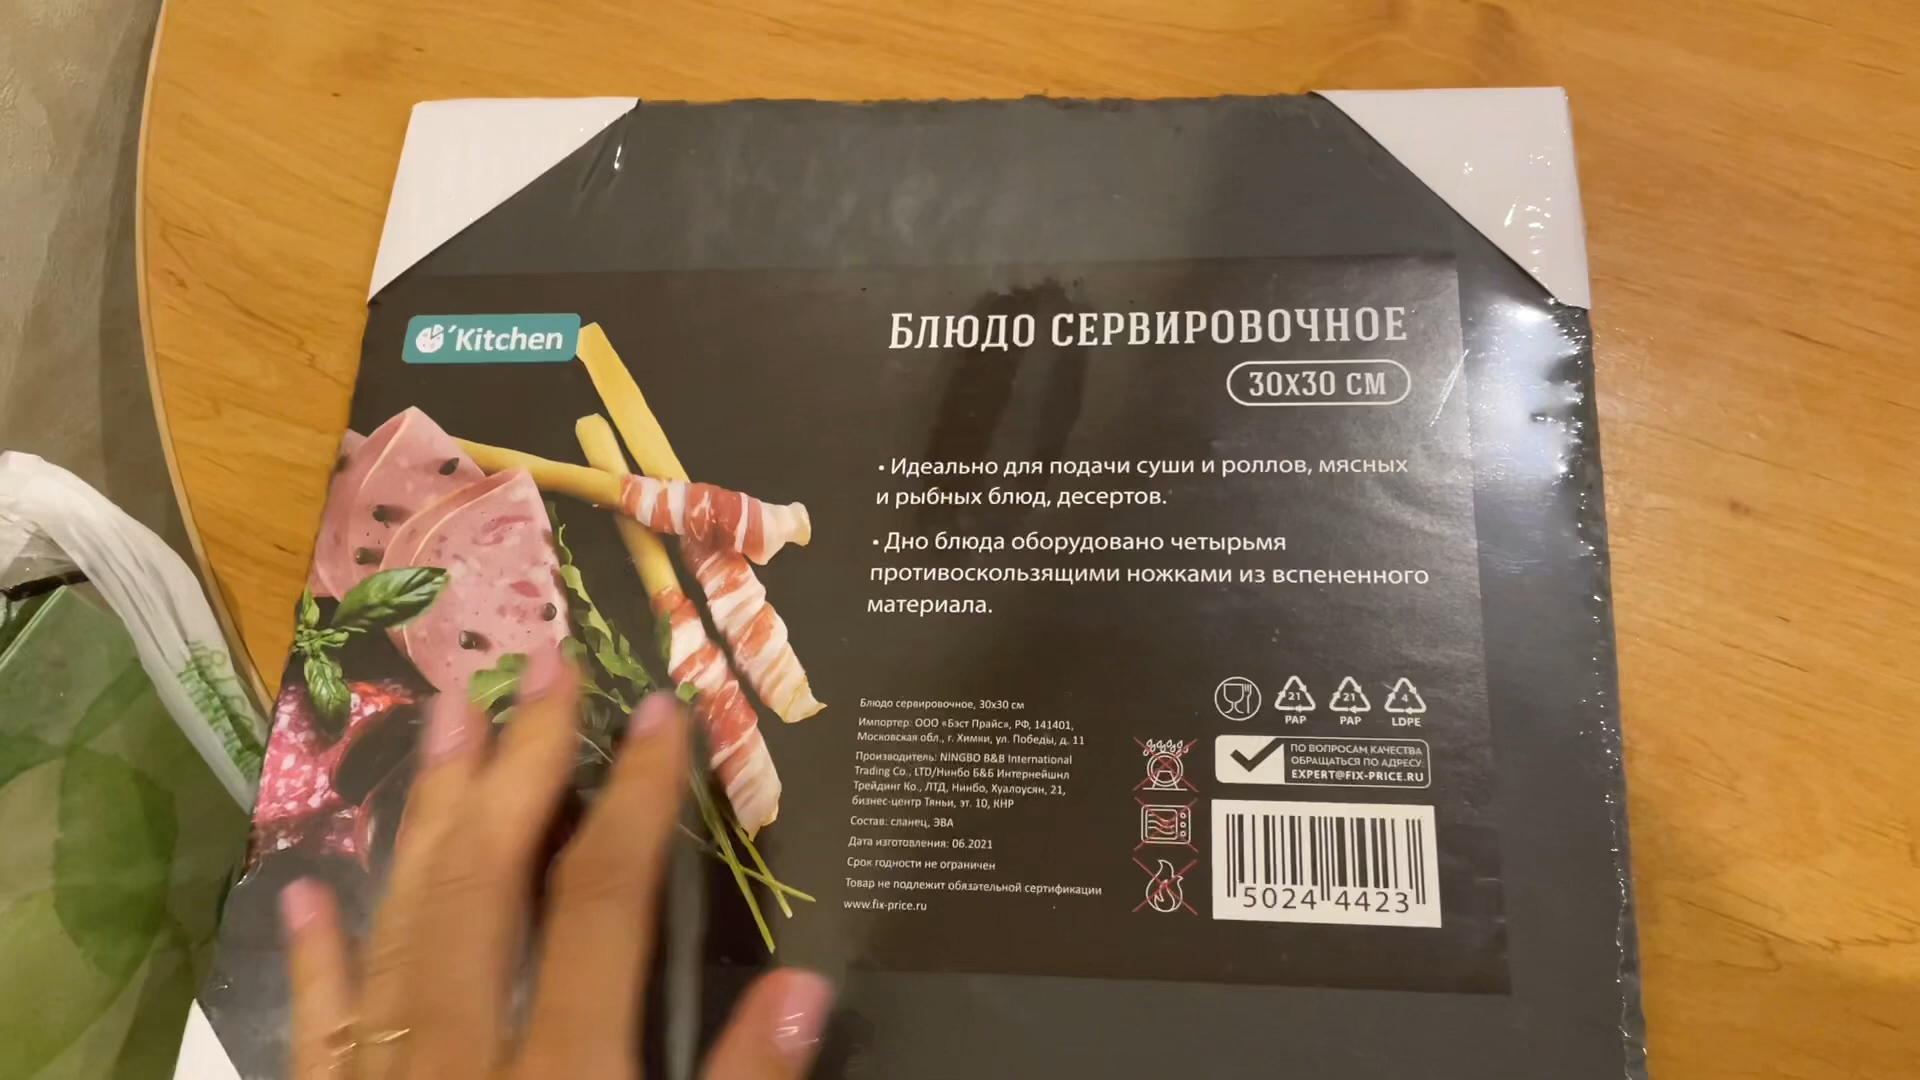 ´Kitchen
БЛЮДО СЕРВИРОВОЧНОЕ
30X30 СМ
• Идеально для подачи суши и роллов, мясных
и рыбных блюд, десертов.
• Дно блюда оборудовано четырьмя
противоскользящими ножками из вспененного
материала.
Блюдо сервировочное, 30х30 см
Импортер: ООО «Бэст Прайс», РФ, 141401,
Московская обл., г. Химки, ул. Победы, д. 11
Производитель: NINGBO B&B International
Trading Co., LTD/Нинбо Б&Б Интернейшнл
Трейдинг Ко., ЛТД, Нинбо, Хуалоусян, 21,
бизнес-центр Тяньи, эт. 10, КНР
Состав: сланец, ЭВА
Дата изготовления: 06.2021
Срок годности не ограничен
Товар не подлежит обязательной сертификации
www.fix-price.ru
21
PAP
21
PAP
4
LDPE
ПО ВОПРОСАМ КАЧЕСТВА
ОБРАЩАТЬСЯ ПО АДРЕСУ:
EXPERT@FIX-PRICE.RU
5024 4423